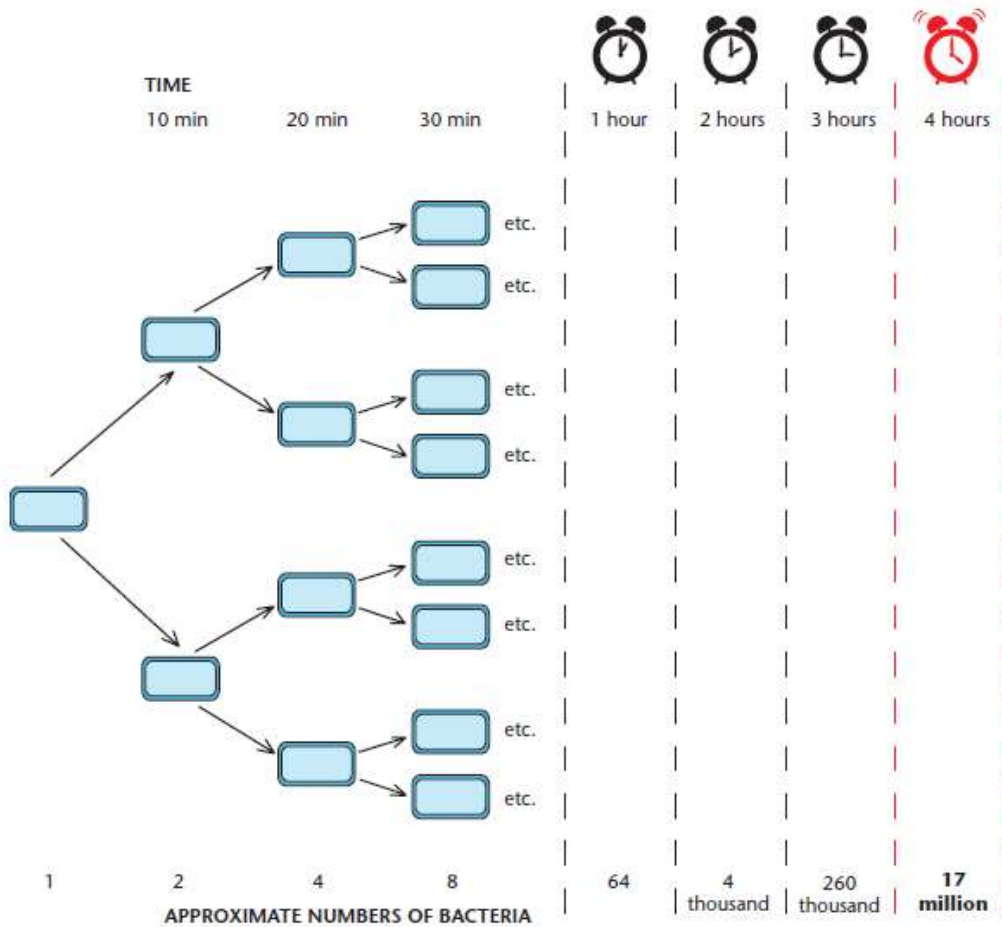 TIME
10 min 20 min 30 min 1 hour 2 hours 3 hours 4 hours
etc.
etc.
etc.
etc.
etc.
etc.
etc.
etc.
1 2 4 8 64 4 thousand 260 thousand 17 million
APPROXIMATE NUMBERS OF BACTERIA